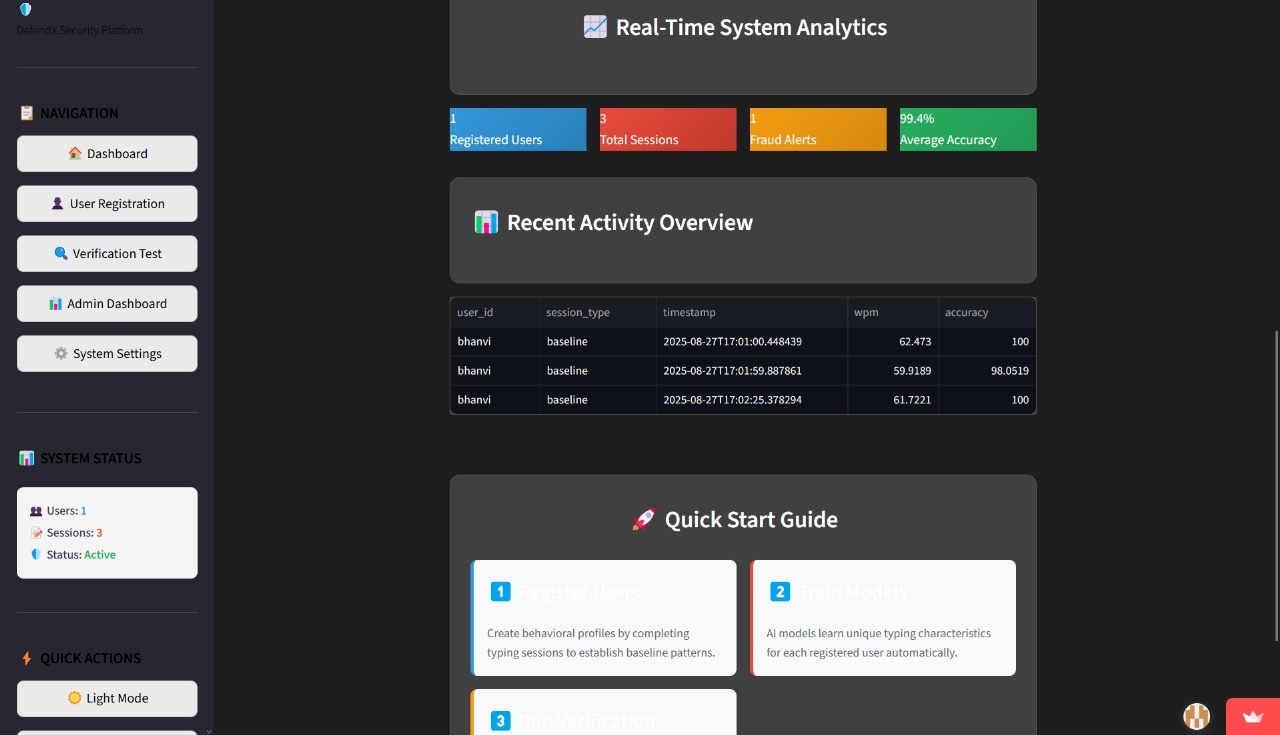 DefendX Security Platform
NAVIGATION
Dashboard
User Registration
Verification Test
Admin Dashboard
System Settings
SYSTEM STATUS
Users: 1
Sessions: 3
Status: Active
QUICK ACTIONS
Light Mode
Real-Time System Analytics
1
Registered Users
3
Total Sessions
1
Fraud Alerts
99.4%
Average Accuracy
Recent Activity Overview
user_id session_type timestamp wpm accuracy
bhanvi baseline 2025-08-27T17:01:00.448439 62.473 100
bhanvi baseline 2025-08-27T17:01:59.887861 59.9189 98.0519
bhanvi baseline 2025-08-27T17:02:25.378294 61.7221 100
Quick Start Guide
1 Register Users
Create behavioral profiles by completing
typing sessions to establish baseline patterns.
2 Train Models
AI models learn unique typing characteristics
for each registered user automatically.
3 Run Verification